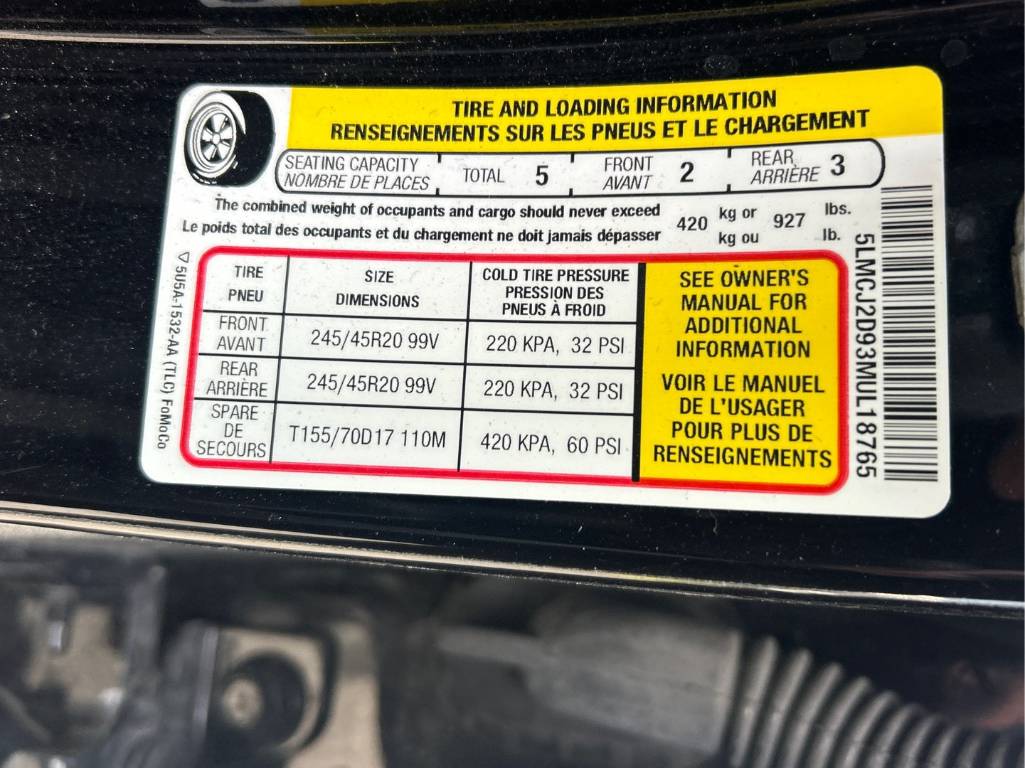 TIRE AND LOADING INFORMATION
RENSEIGNEMENTS SUR LES PNEUS ET LE CHARGEMENT
SEATING CAPACITY
NOMBRE DE PLACES
TOTAL 5
FRONT
AVANT 2
REAR
ARRIÈRE 3
The combined weight of occupants and cargo should never exceed 420 kg or 927 lbs.
Le poids total des occupants et du chargement ne doit jamais dépasser kg ou lb.
TIRE
PNEU
SIZE
DIMENSIONS
COLD TIRE PRESSURE
PRESSION DES
PNEUS À FROID
FRONT
AVANT
245/45R20 99V
220 KPA, 32 PSI
REAR
ARRIÈRE
245/45R20 99V
220 KPA, 32 PSI
SPARE
DE
SECOURS
T155/70D17 110M
420 KPA, 60 PSI
SEE OWNER'S
MANUAL FOR
ADDITIONAL
INFORMATION
VOIR LE MANUEL
DE L'USAGER
POUR PLUS DE
RENSEIGNEMENTS
5U5A-1532-AA (TLC) FoMoCo
5LMCJ2D93MUL18765